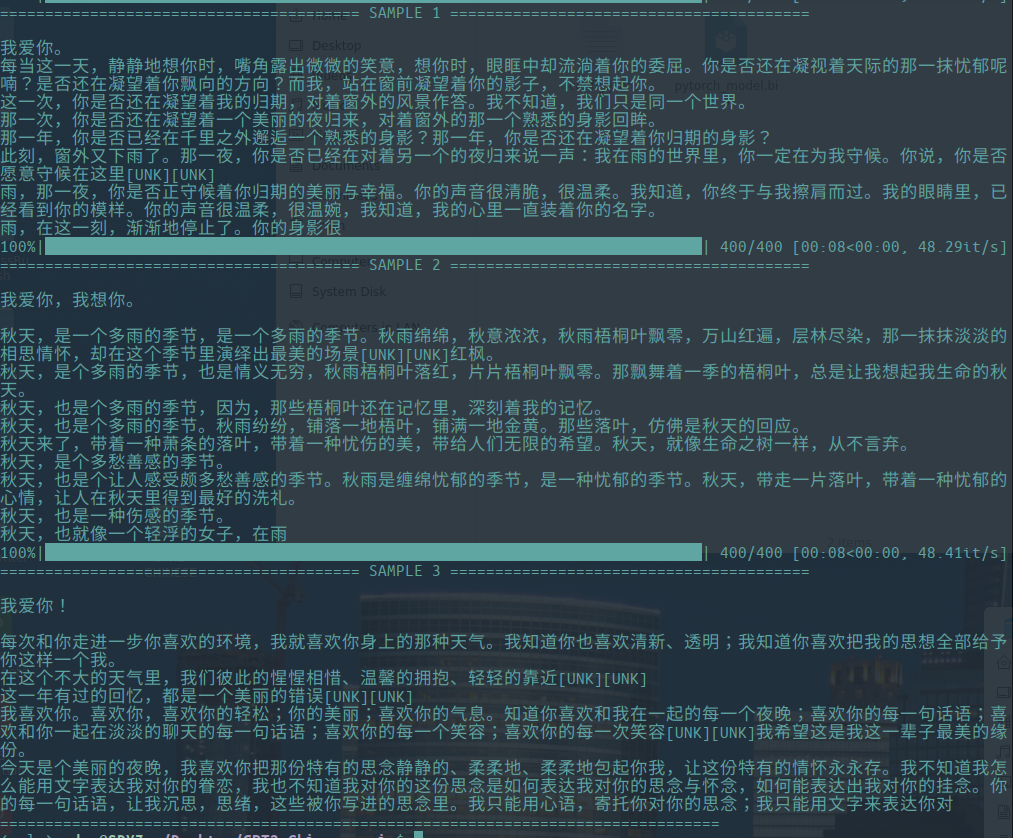 ======================================== SAMPLE 1 ========================================
我爱你。
每当这一天，静静地想你时，嘴角露出微微的笑意，想你时，眼眶中却流淌着你的委屈。你是否还在凝视着天际的那一抹忧郁呢
喃？是否还在凝望着你飘向的方向？而我，站在窗前凝望着你的影子，不禁想起你。
这一次，你是否还在凝望着我的归期，对着窗外的风景作答。我不知道，我们只是同一个世界。
那一次，你是否还在凝望着一个美丽的夜归来，对着窗外的那一个熟悉的身影回眸。
那一年，你是否已经在千里之外邂逅一个熟悉的身影？那一年，你是否还在凝望着你归期的身影？
此刻，窗外又下雨了。那一夜，你是否已经在对着另一个的夜归来说一声：我在雨的世界里，你一定在为我守候。你说，你是否
愿意守候在这里[UNK][UNK]
雨，那一夜，你是否正守候着你归期的美丽与幸福。你的声音很清脆，很温柔。我知道，你终于与我擦肩而过。我的眼睛里，已
经看到你的模样。你的声音很温柔，很温婉，我知道，我的心里一直装着你的名字。
雨，在这一刻，渐渐地停止了。你的身影很
100%| | 400/400 [00:08<00:00, 48.29it/s]
======================================== SAMPLE 2 ========================================
我爱你，我想你。
秋天，是一个多雨的季节，是一个多雨的季节。秋雨绵绵，秋意浓浓，秋雨梧桐叶飘零，万山红遍，层林尽染，那一抹抹淡淡的
相思情怀，却在这个季节里演绎出最美的场景[UNK][UNK]红枫。
秋天，是个多雨的季节，也是情义无穷，秋雨梧桐叶落红，片片梧桐叶飘零。那飘舞着一季的梧桐叶，总是让我想起我生命的秋
天。
秋天，也是个多雨的季节，因为，那些梧桐叶还在记忆里，深刻着我的记忆。
秋天，也是个多雨的季节。秋雨纷纷，铺落一地梧叶，铺满一地金黄。那些落叶，仿佛是秋天的回应。
秋天来了，带着一种萧条的落叶，带着一种忧伤的美，带给人们无限的希望。秋天，就像生命之树一样，从不言弃。
秋天，是个多愁善感的季节。
秋天，也是个让人感受颇多愁善感的季节。秋雨是缠绵忧郁的季节，是一种忧郁的季节。秋天，带走一片落叶，带着一种忧郁的
心情，让人在秋天里得到最好的洗礼。
秋天，也是一种伤感的季节。
秋天，也就像一个轻浮的女子，在雨
100%| | 400/400 [00:08<00:00, 48.41it/s]
======================================== SAMPLE 3 ========================================
我爱你！
每次和你走进一步你喜欢的环境，我就喜欢你身上的那种天气。我知道你也喜欢清新、透明；我知道你喜欢把我的思想全部给予
你这样一个我。
在这个不大的天气里，我们彼此的惺惺相惜、温馨的拥抱、轻轻的靠近[UNK][UNK]
这一年有过的回忆，都是一个美丽的错误[UNK][UNK]
我喜欢你。喜欢你，喜欢你的轻松；你的美丽；喜欢你的气息。知道你喜欢和我在一起的每一个夜晚；喜欢你的每一句话语；喜
欢和你一起在淡淡的聊天的每一句话语；喜欢你的每一个笑容；喜欢你的每一次笑容[UNK][UNK]我希望这是我这一辈子最美的缘
份。
今天是个美丽的夜晚，我喜欢你把那份特有的思念静静的、柔柔地、柔柔地包起你我，让这份特有的情怀永永存。我不知道我怎
么能用文字表达我对你的眷恋，我也不知道我对你的这份思念是如何表达我对你的思念与怀念，如何能表达出我对你的挂念。你
的每一句话语，让我沉思，思绪，这些被你写进的思念里。我只能用心语，寄托你对你的思念；我只能用文字来表达你对
================================================================================
Desktop
pytorch_model.bi
Documents
System Disk
2 items